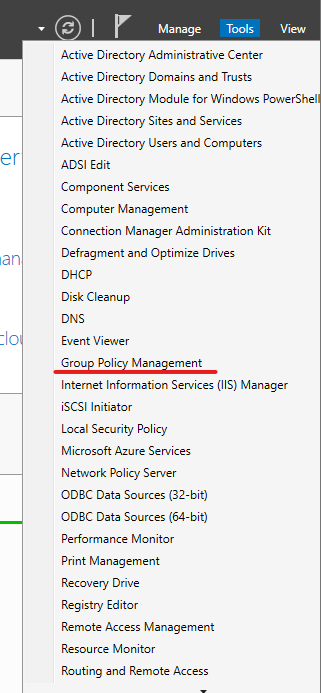 Manage Tools View
Active Directory Administrative Center
Active Directory Domains and Trusts
Active Directory Module for Windows PowerShell
Active Directory Sites and Services
Active Directory Users and Computers
er
ADSI Edit
Component Services
Computer Management
Connection Manager Administration Kit
Defragment and Optimize Drives
DHCP
Disk Cleanup
DNS
clou
Event Viewer
Group Policy Management
Internet Information Services (IIS) Manager
iSCSI Initiator
Local Security Policy
Microsoft Azure Services
Network Policy Server
ODBC Data Sources (32-bit)
ODBC Data Sources (64-bit)
Performance Monitor
Print Management
Recovery Drive
Registry Editor
Remote Access Management
Resource Monitor
Routing and Remote Access